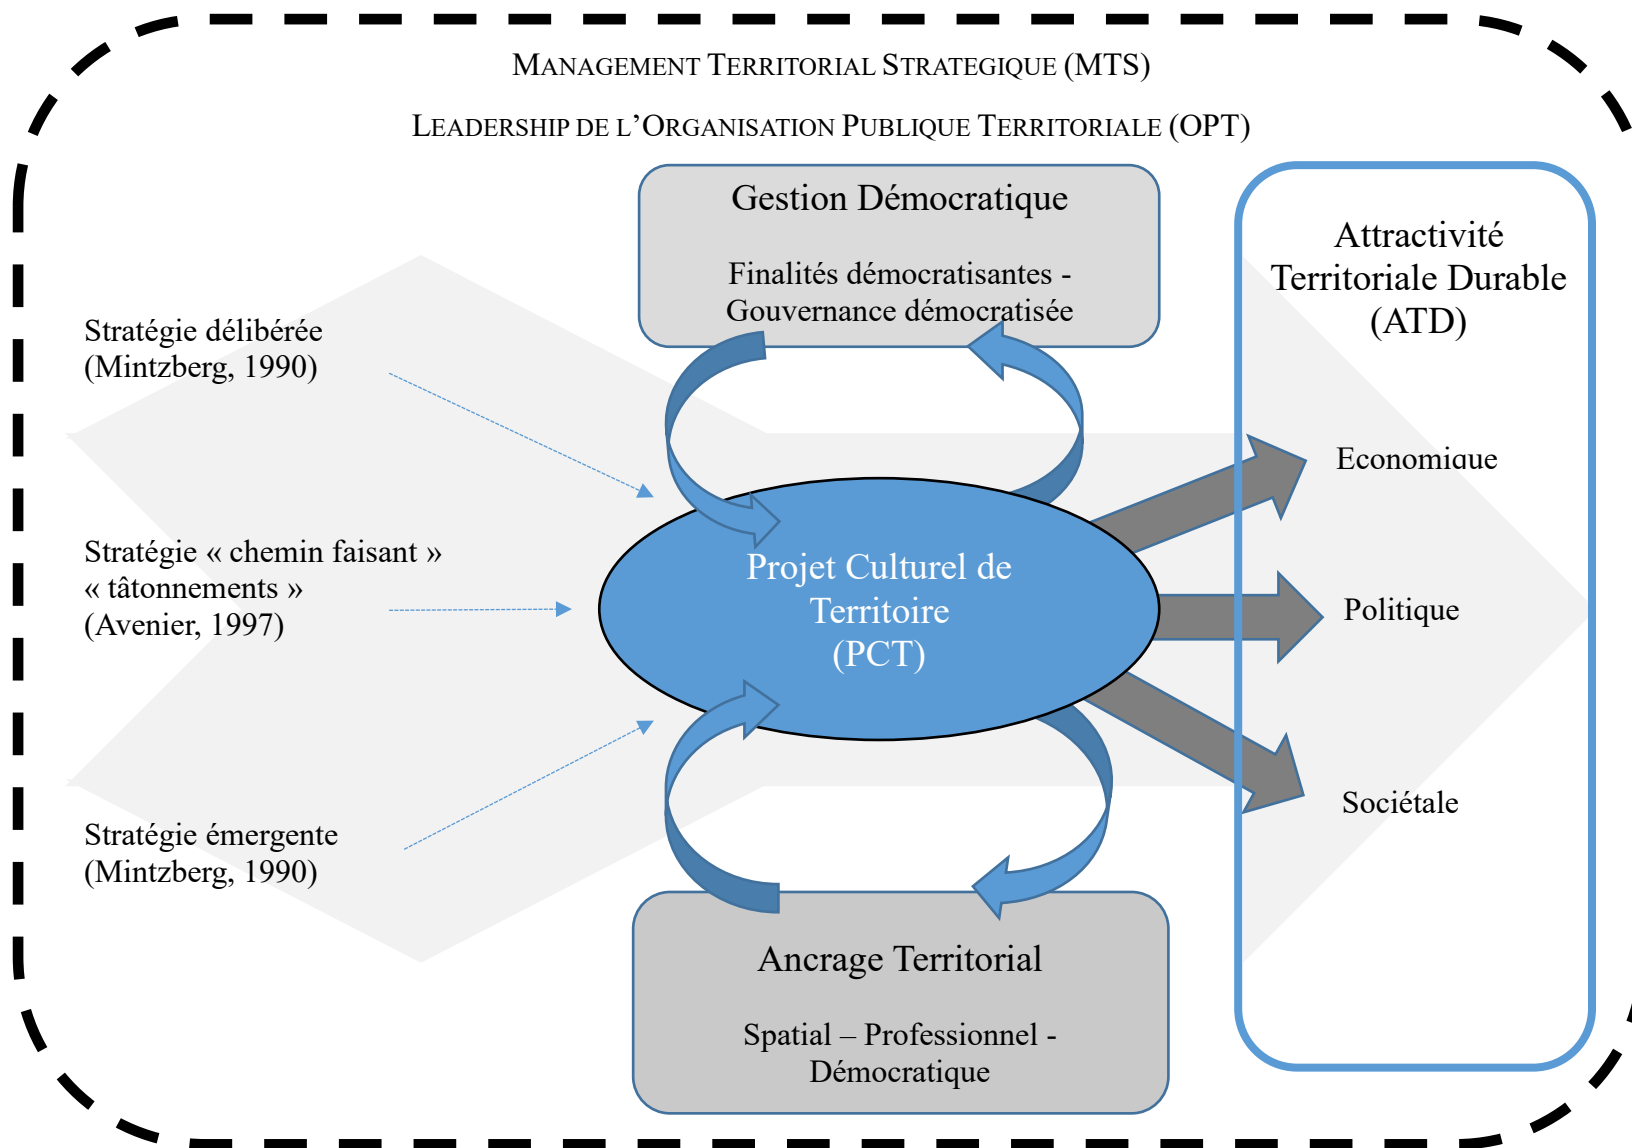 MANAGEMENT TERRITORIAL STRATEGIQUE (MTS)
LEADERSHIP DE L’ORGANISATION PUBLIQUE TERRITORIALE (OPT)
Gestion Démocratique
Finalités démocratisantes -
Gouvernance démocratisée
Attractivité
Territoriale Durable
(ATD)
Stratégie délibérée
(Mintzberg, 1990)
Economique
Stratégie « chemin faisant »
« tâtonnements »
(Avenier, 1997)
Projet Culturel de
Territoire
(PCT)
Politique
Sociétale
Stratégie émergente
(Mintzberg, 1990)
Ancrage Territorial
Spatial – Professionnel -
Démocratique